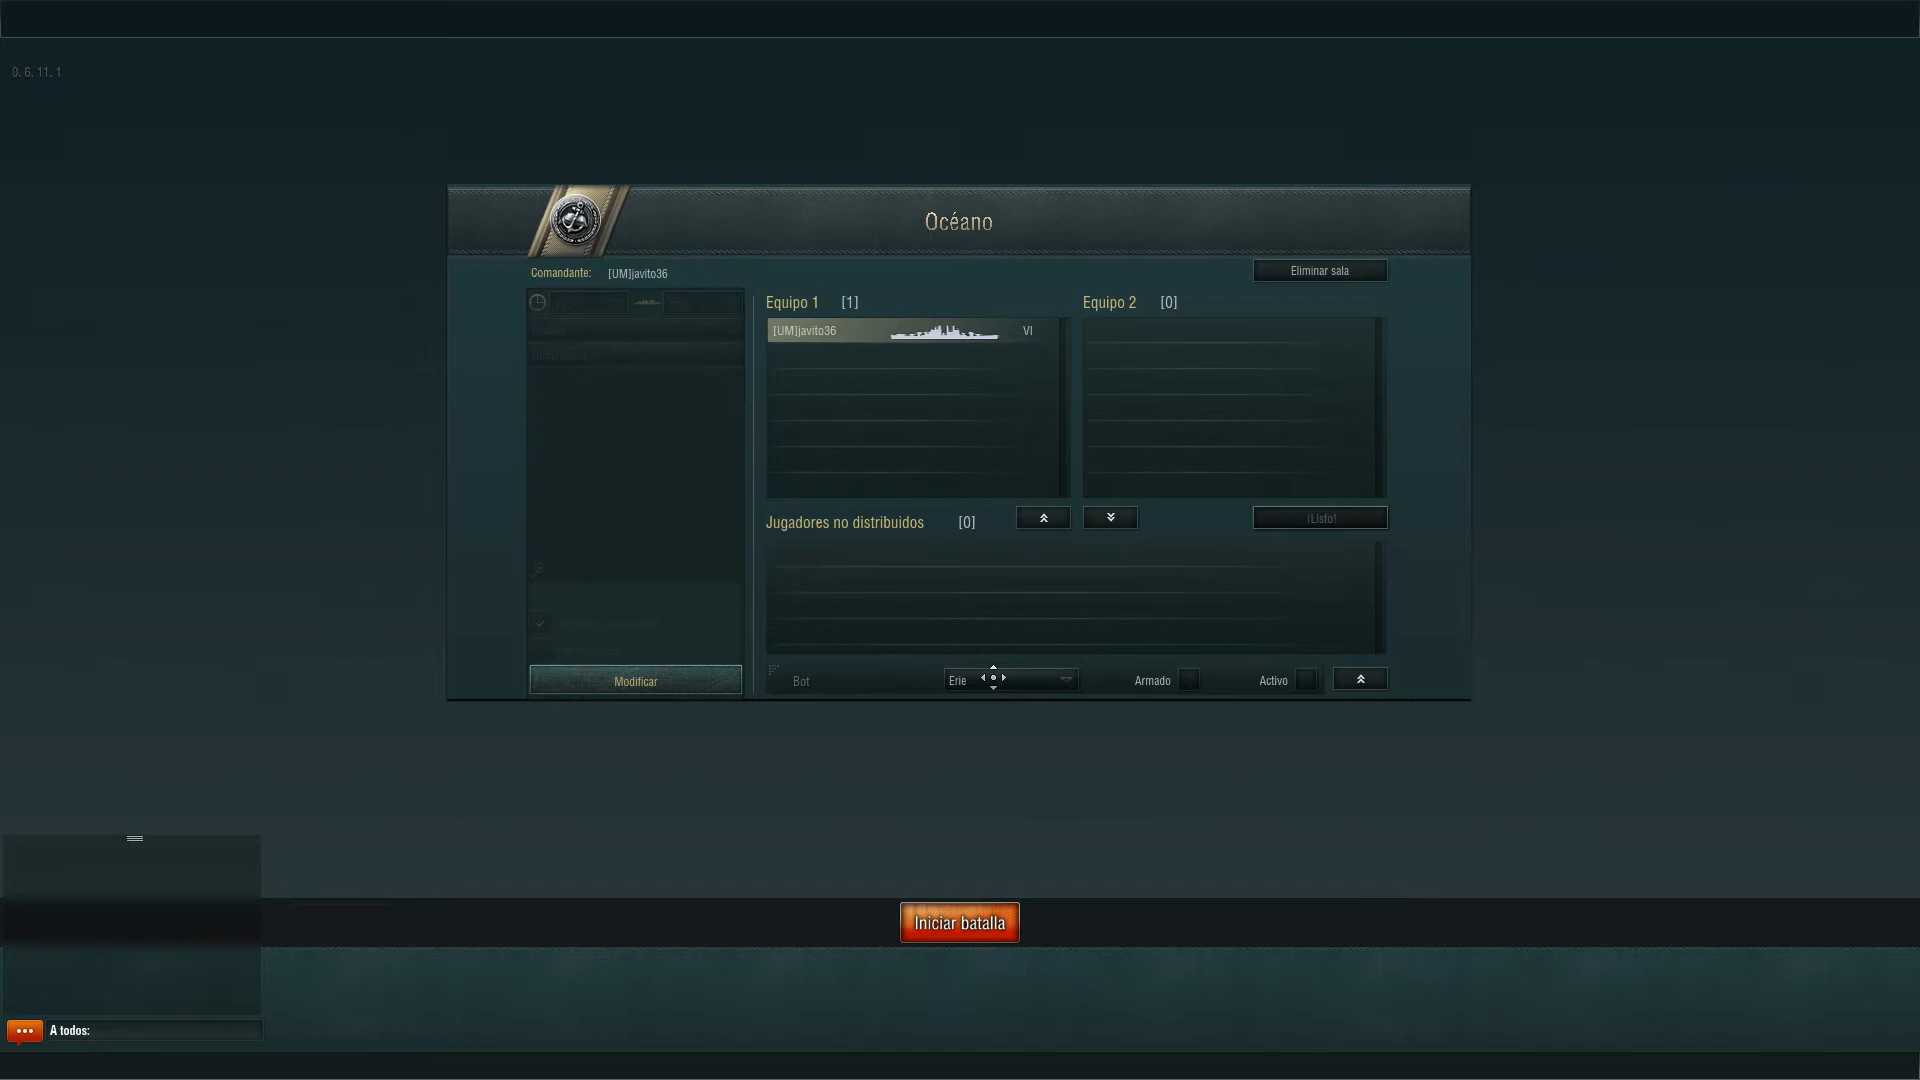 0. 6. 11. 1
Océano
Comandante: [UM]javito36
Eliminar sala
Equipo 1 [1]
Equipo 2 [0]
[UM]javito36 VI
Jugadores no distribuidos [0]
¡Listo!
Modificar
Bot
Erie
Armado
Activo
Iniciar batalla
A todos: